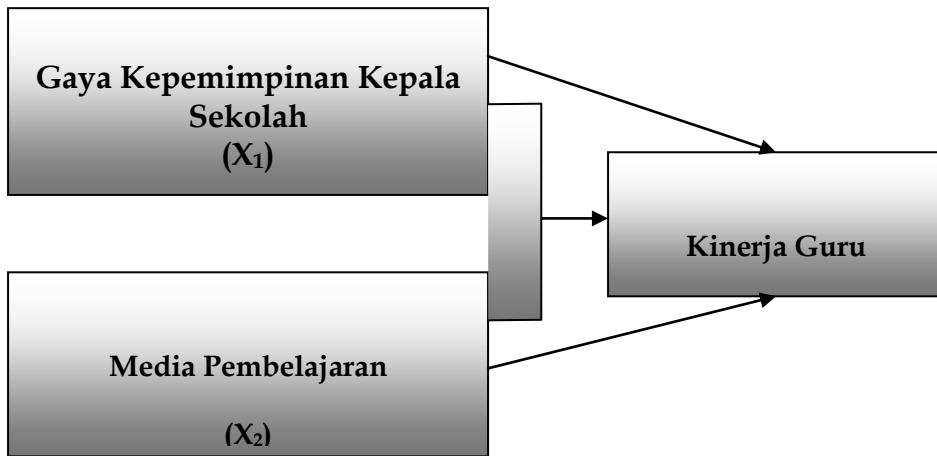 Gaya Kepemimpinan Kepala
Sekolah
(X₁)
Kinerja Guru
Media Pembelajaran
(X₂)